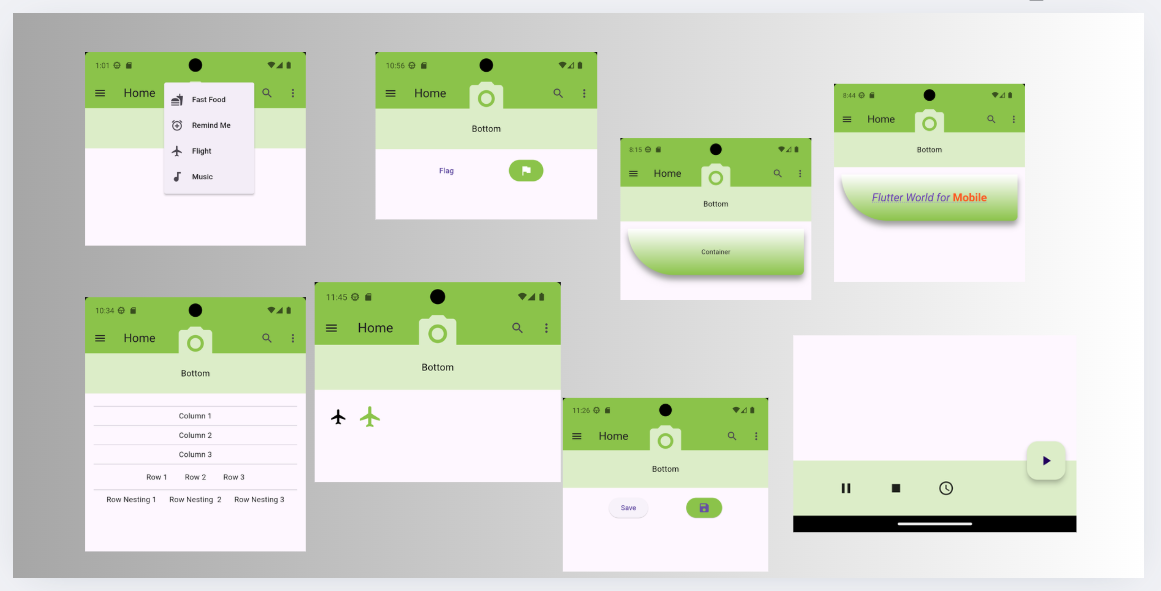 1:01
Home
Fast Food
Remind Me
Flight
Music
10:56
Home
Bottom
Flag
8:15
Home
Bottom
Container
8:44
Home
Bottom
Flutter World for Mobile
10:34
Home
Bottom
Column 1
Column 2
Column 3
Row 1 Row 2 Row 3
Row Nesting 1 Row Nesting 2 Row Nesting 3
11:45
Home
Bottom
11:26
Home
Bottom
Save